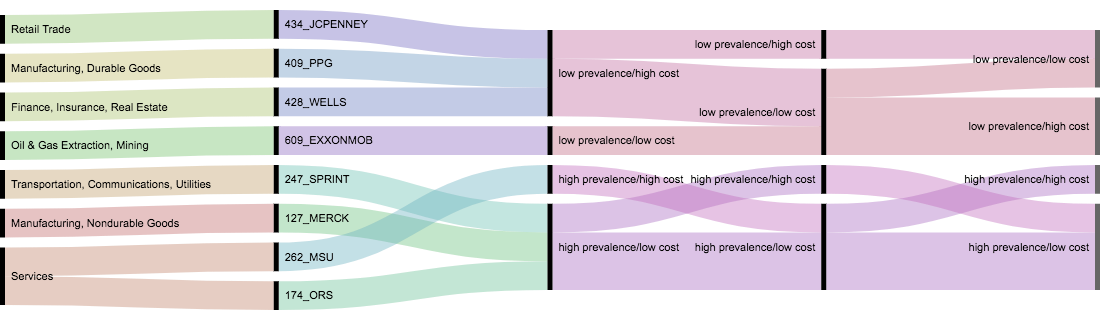 Retail Trade
Manufacturing, Durable Goods
Finance, Insurance, Real Estate
Oil & Gas Extraction, Mining
Transportation, Communications, Utilities
Manufacturing, Nondurable Goods
Services
434_JCPENNEY
409_PPG
428_WELLS
609_EXXONMOB
247_SPRINT
127_MERCK
262_MSU
174_ORS
low prevalence/high cost
low prevalence/low cost
high prevalence/high cost
high prevalence/low cost
low prevalence/high cost
low prevalence/low cost
high prevalence/high cost
high prevalence/low cost
low prevalence/low cost
low prevalence/high cost
high prevalence/high cost
high prevalence/low cost